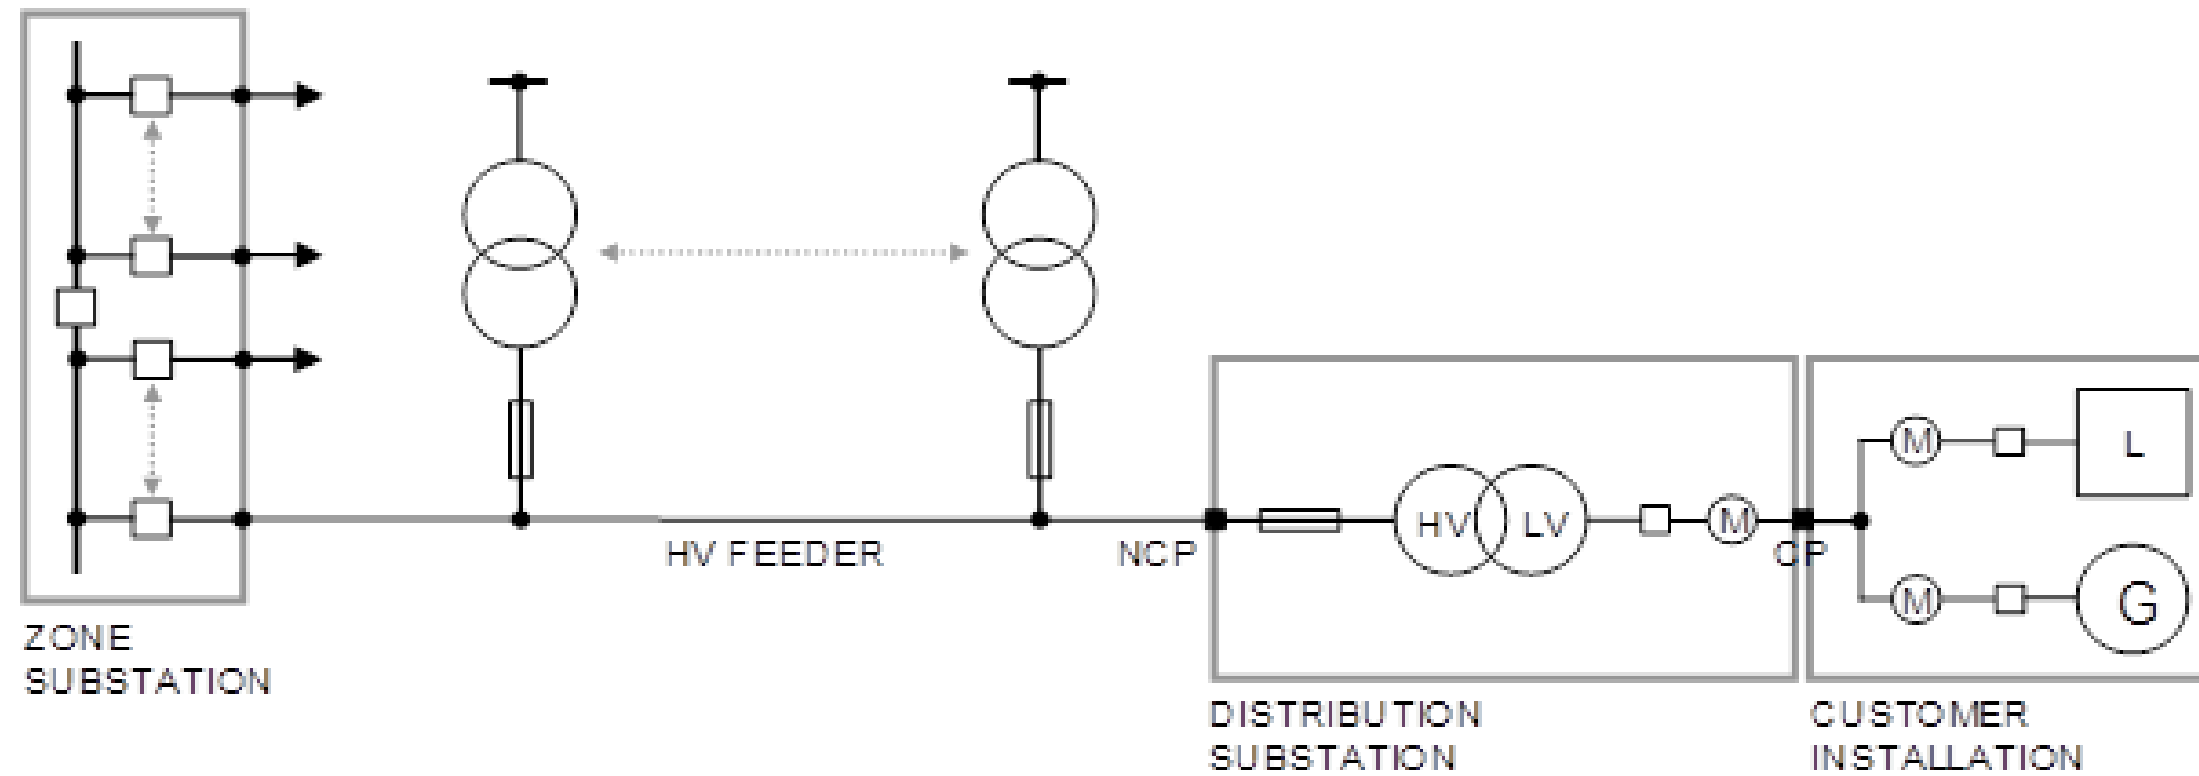 HV FEEDER
NCP
HV
LV
M
CP
M
L
M
G
ZONE
SUBSTATION
DISTRIBUTION
SUBSTATION
CUSTOMER
INSTALLATION